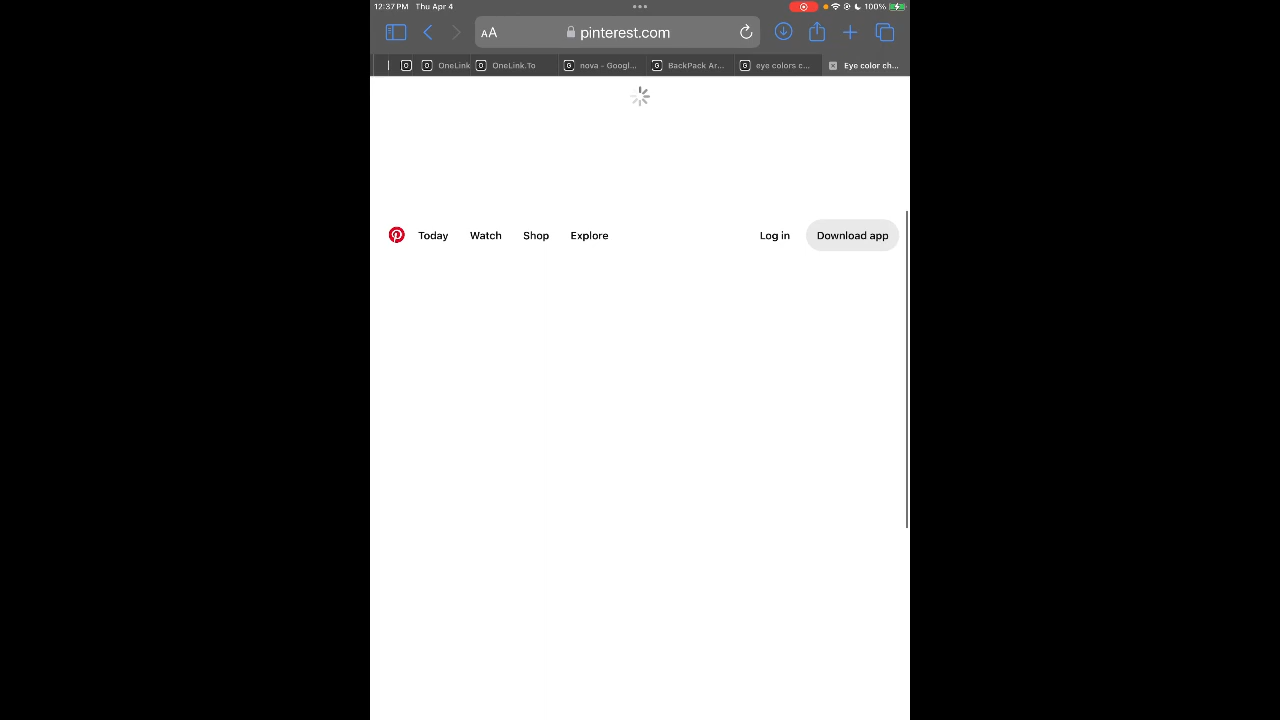 12:37 PM Thu Apr 4
100%
AA pinterest.com
O O OneLink O OneLink.To G nova - Googl... G BackPack Ar... G eye colors c... Eye color ch...
Today Watch Shop Explore Log in Download app